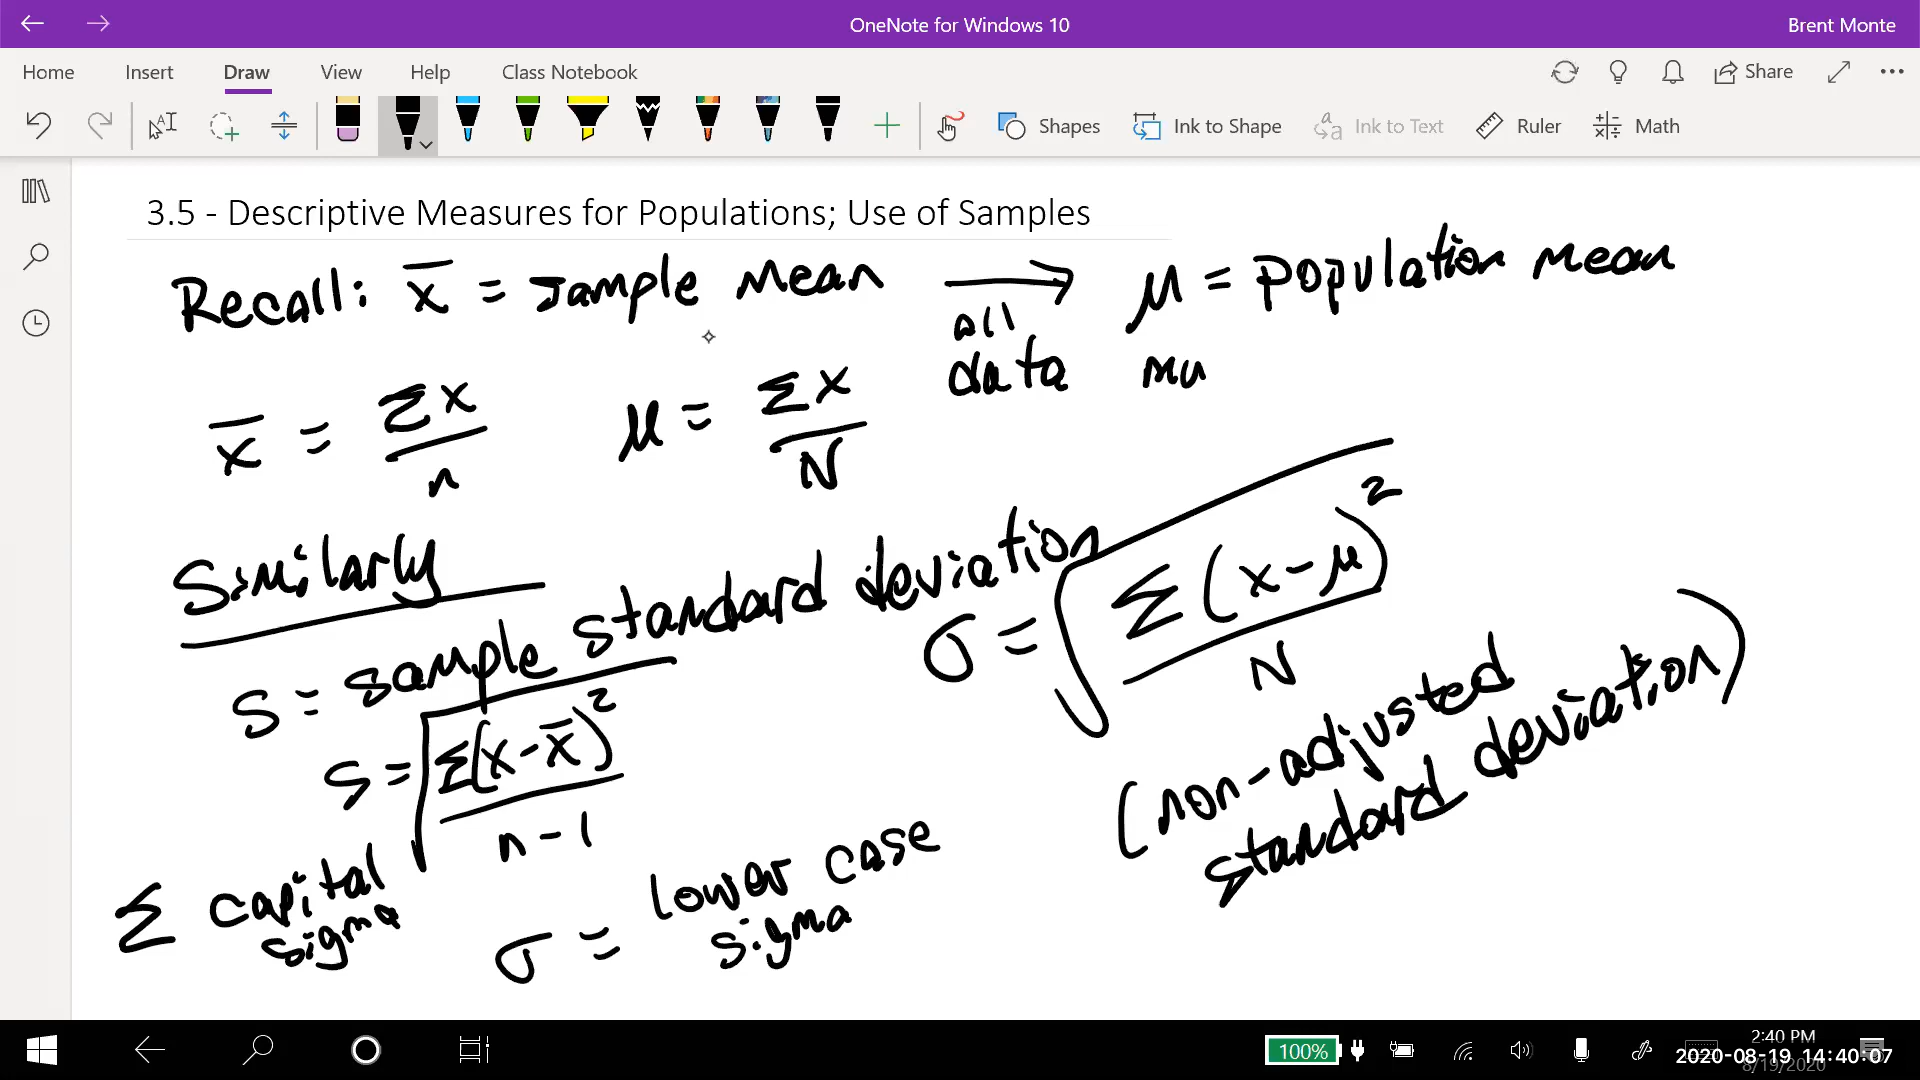 OneNote for Windows 10
Brent Monte
Home Insert Draw View Help Class Notebook
Share
Shapes Ink to Shape Ink to Text Ruler Math
3.5 - Descriptive Measures for Populations; Use of Samples
Recall: x̄ = sample mean → all data μ = population mean
mu
x̄ = Σx / n
μ = Σx / N
Similarly
s = sample standard deviation
σ = √(Σ(x-μ)² / N)
s = √(Σ(x-x̄)² / n-1)
(non-adjusted
standard deviation)
Σ capital
sigma
σ = lower case
sigma
100%
2:40 PM
2020-08-19 14:40:07
8/19/2020